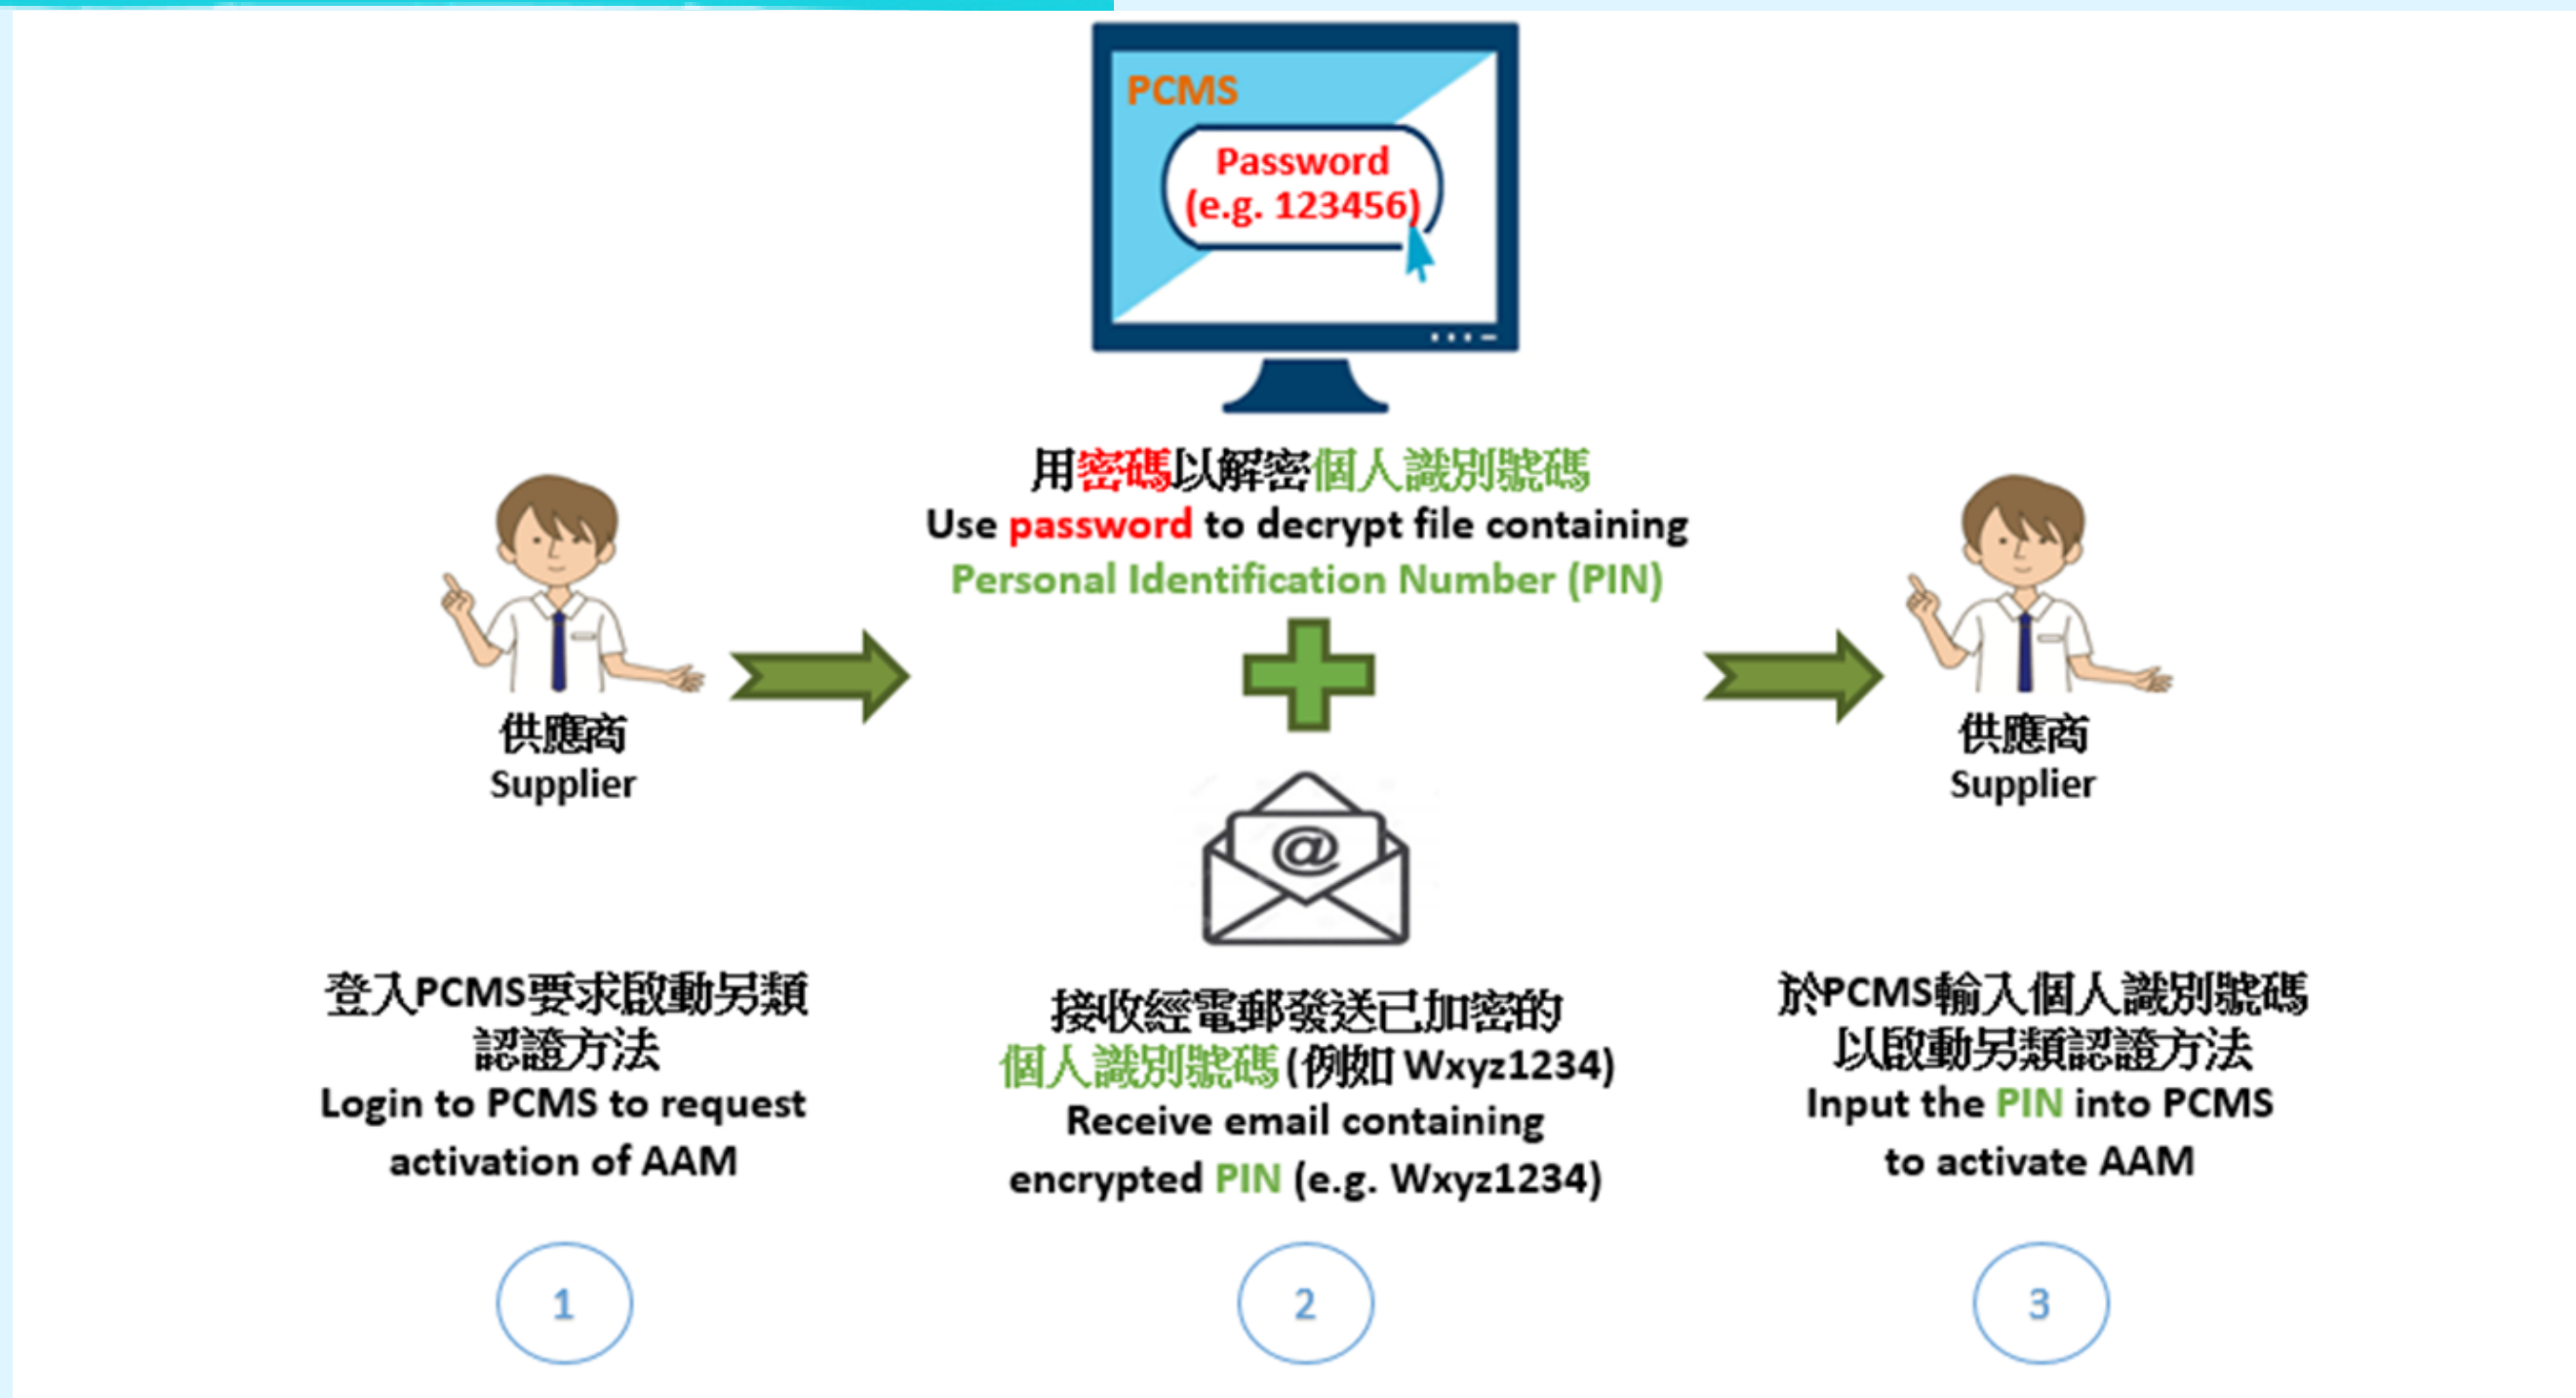 PCMS
Password
(e.g. 123456)
用密碼以解密個人識別號碼
Use password to decrypt file containing
Personal Identification Number (PIN)
供應商
Supplier
供應商
Supplier
@
登入PCMS要求啟動另類
認證方法
Login to PCMS to request
activation of AAM
接收經電郵發送已加密的
個人識別號碼 (例如 Wxyz1234)
Receive email containing
encrypted PIN (e.g. Wxyz1234)
於PCMS輸入個人識別號碼
以啟動另類認證方法
Input the PIN into PCMS
to activate AAM
1
2
3